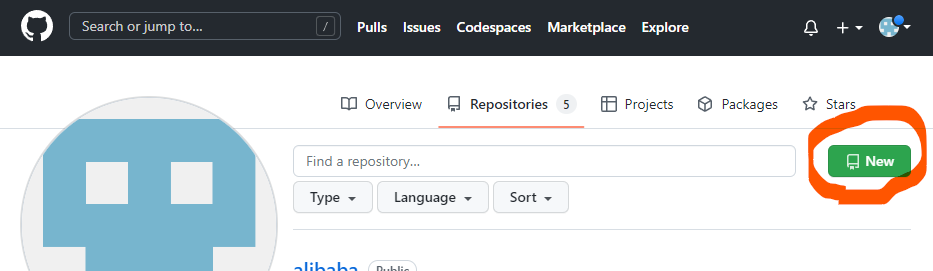 Search or jump to... / Pulls Issues Codespaces Marketplace Explore
Overview Repositories 5 Projects Packages Stars
Find a repository... New
Type Language Sort
alibaba Public